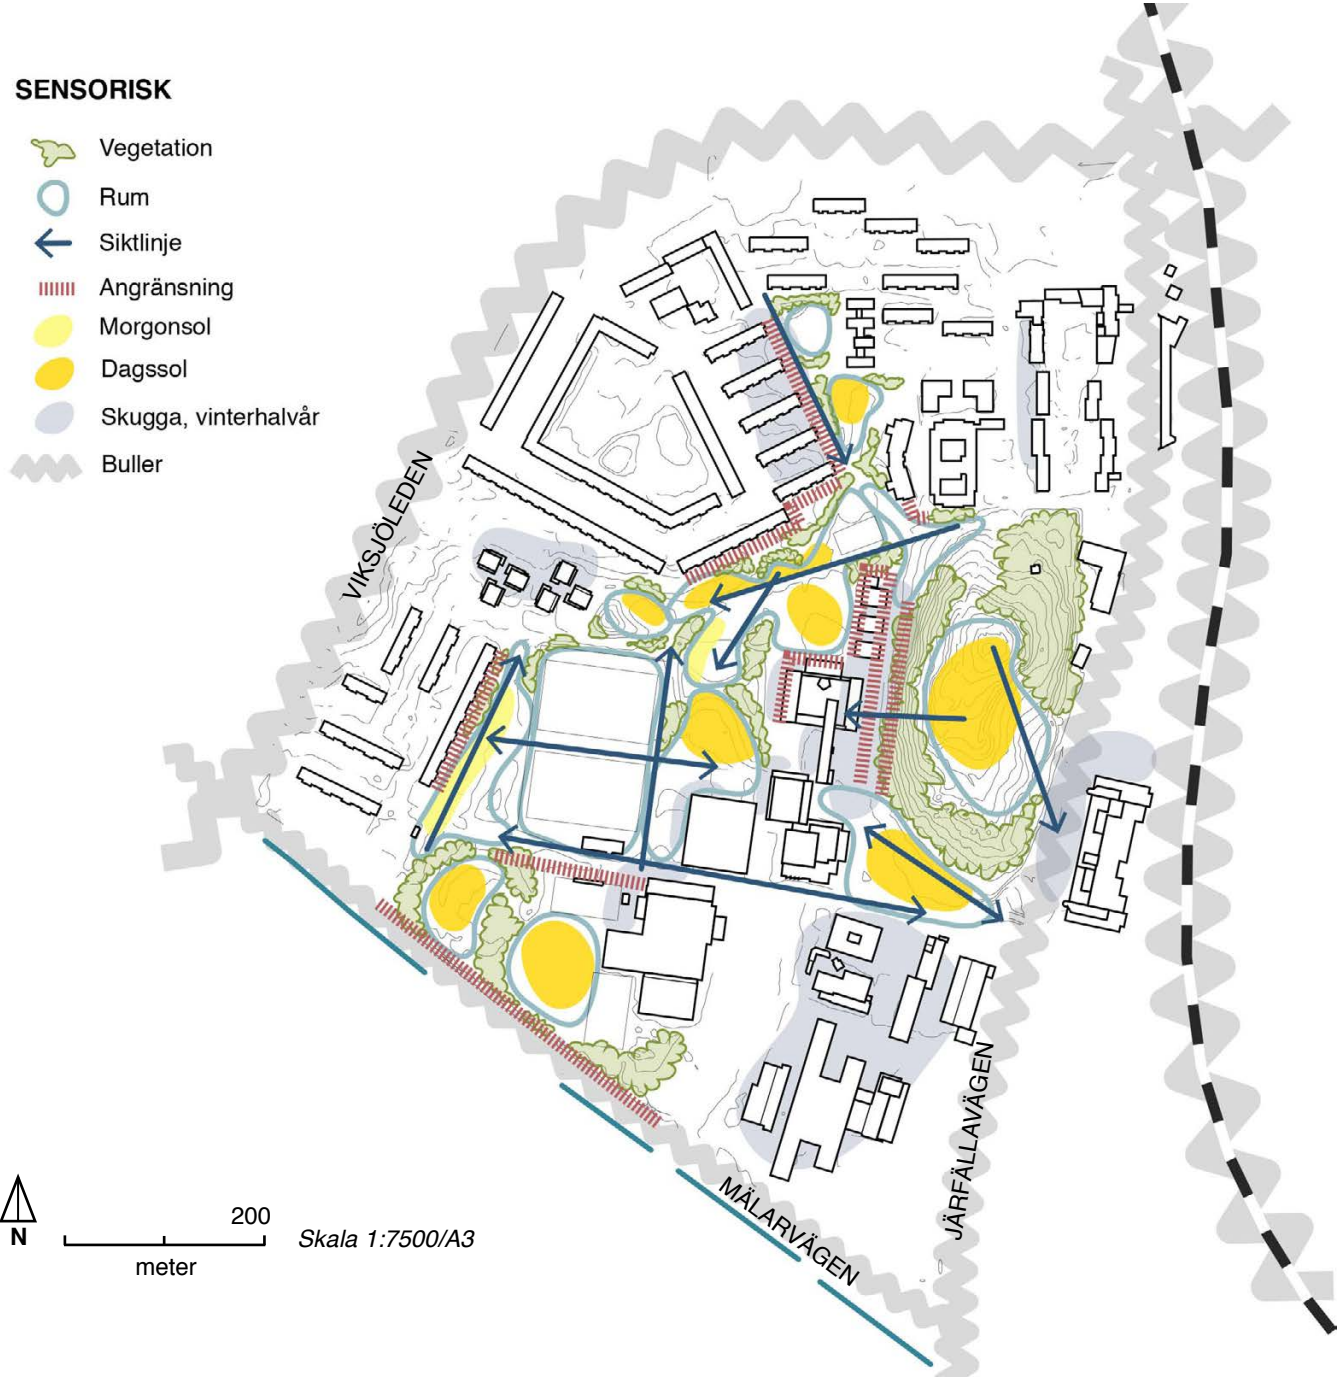 SENSORISK
Vegetation
Rum
Siktlinje
Angränsning
Morgonsol
Dagssol
Skugga, vinterhalvår
Buller
VIKSJÖLEDEN
JÄRFÄLLAVÄGEN
MÄLARVÄGEN
N
200
meter
Skala 1:7500/A3